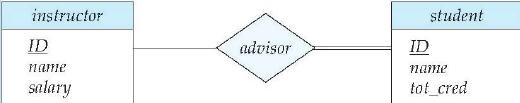 instructor
ID
name
salary
advisor
student
ID
name
tot_cred